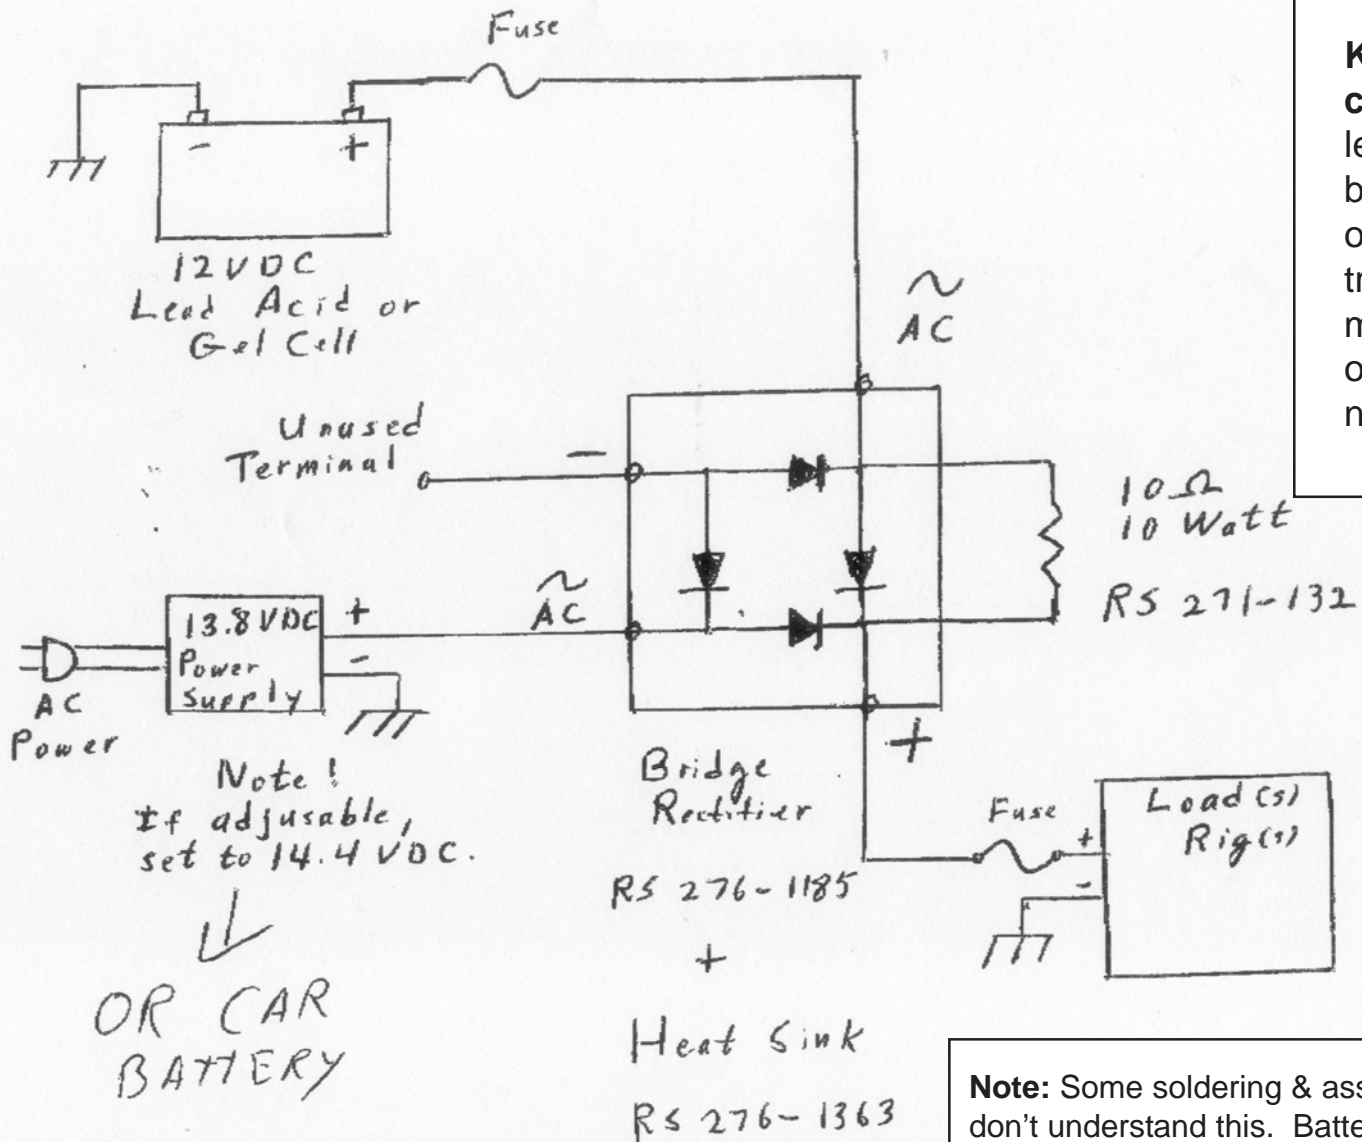 Fuse
- +
12VDC
Lead Acid or
Gel Cell
~
AC
Unused
Terminal
-
10Ω
10 Watt
RS 271-132
~
AC
13.8VDC
Power
Supply
+
-
AC
Power
+
Note!
If adjusable,
set to 14.4 VDC.
OR CAR
BATTERY
Bridge
Rectifier
RS 276-1185
+
Heat Sink
RS 276-1363
Fuse
+
-
Load(s)
Rig(s)
K
c
le
b
o
tr
m
o
n
Note: Some soldering & ass
don't understand this. Batte